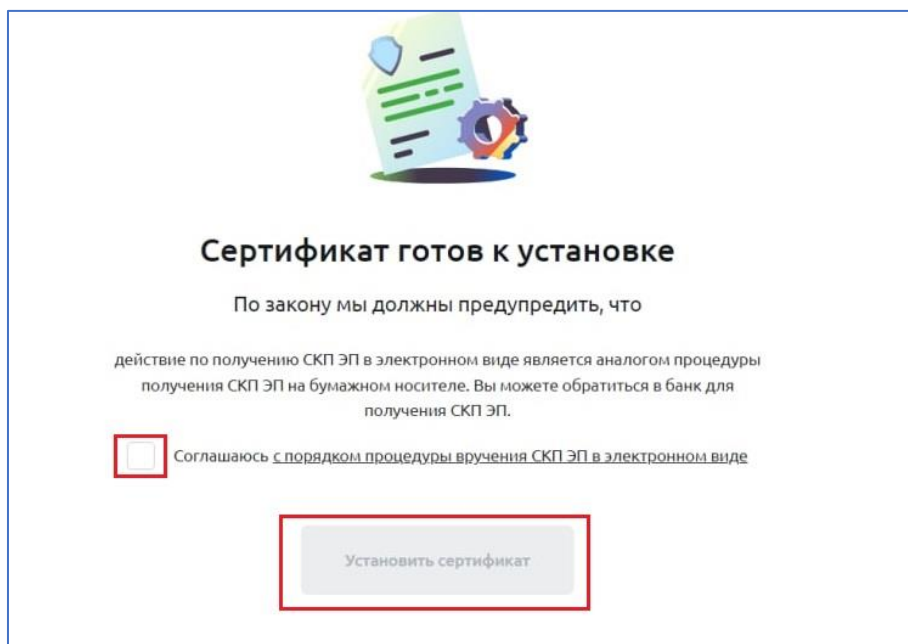 Сертификат готов к установке
По закону мы должны предупредить, что
действие по получению СКП ЭП в электронном виде является аналогом процедуры
получения СКП ЭП на бумажном носителе. Вы можете обратиться в банк для
получения СКП ЭП.
Соглашаюсь с порядком процедуры вручения СКП ЭП в электронном виде
Установить сертификат